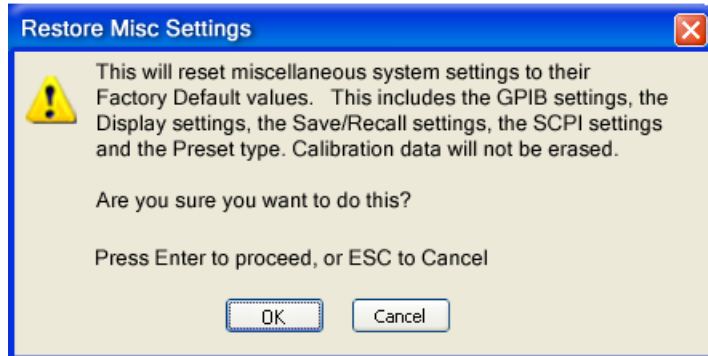 Restore Misc Settings
This will reset miscellaneous system settings to their
Factory Default values.   This includes the GPIB settings, the
Display settings, the Save/Recall settings, the SCPI settings
and the Preset type. Calibration data will not be erased.
Are you sure you want to do this?
Press Enter to proceed, or ESC to Cancel
OK
Cancel